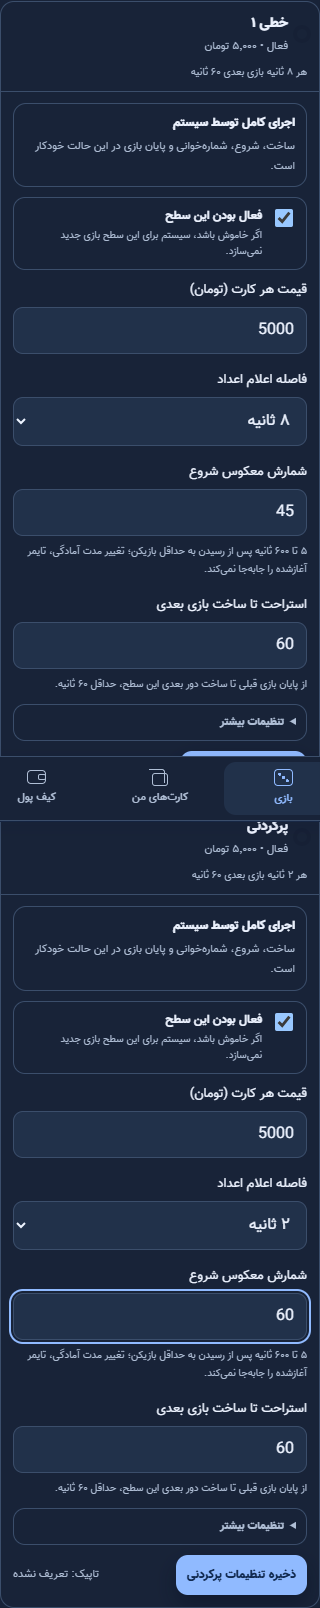 خطی ۱
فعال • ۵٬۰۰۰ تومان
هر ۸ ثانیه بازی بعدی ۶۰ ثانیه
اجرای کامل توسط سیستم
ساخت، شروع، شماره‌خوانی و پایان بازی در این حالت خودکار
است.
فعال بودن این سطح
اگر خاموش باشد، سیستم برای این سطح بازی جدید
نمی‌سازد.
قیمت هر کارت (تومان)
5000
فاصله اعلام اعداد
۸ ثانیه
شمارش معکوس شروع
45
۵ تا ۶۰۰ ثانیه پس از رسیدن به حداقل بازیکن؛ تغییر مدت آمادگی، تایمر
آغازشده را جابه‌جا نمی‌کند.
استراحت تا ساخت بازی بعدی
60
از پایان بازی قبلی تا ساخت دور بعدی این سطح، حداقل ۶۰ ثانیه.
تنظیمات بیشتر
بازی
کارت‌های من
کیف پول
پرکردنی
فعال • ۵٬۰۰۰ تومان
هر ۲ ثانیه بازی بعدی ۶۰ ثانیه
اجرای کامل توسط سیستم
ساخت، شروع، شماره‌خوانی و پایان بازی در این حالت خودکار
است.
فعال بودن این سطح
اگر خاموش باشد، سیستم برای این سطح بازی جدید
نمی‌سازد.
قیمت هر کارت (تومان)
5000
فاصله اعلام اعداد
۲ ثانیه
شمارش معکوس شروع
60
۵ تا ۶۰۰ ثانیه پس از رسیدن به حداقل بازیکن؛ تغییر مدت آمادگی، تایمر
آغازشده را جابه‌جا نمی‌کند.
استراحت تا ساخت بازی بعدی
60
از پایان بازی قبلی تا ساخت دور بعدی این سطح، حداقل ۶۰ ثانیه.
تنظیمات بیشتر
ذخیره تنظیمات پرکردنی
تاپیک: تعریف نشده